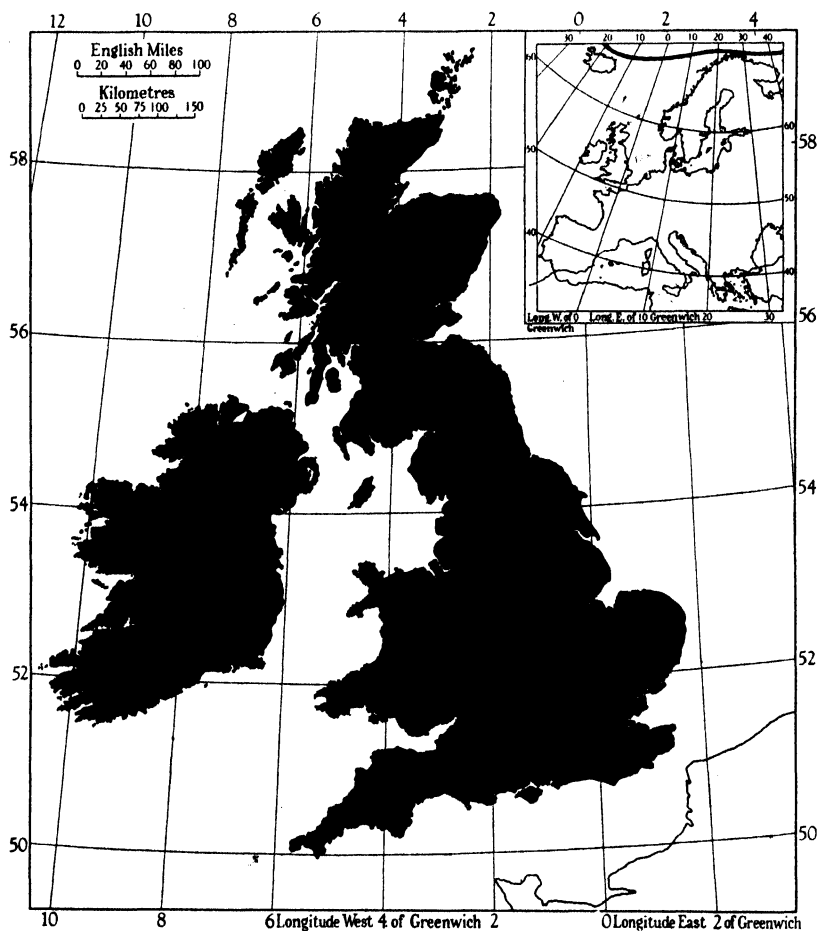 12 10 8 6 4 2 0 2 4
English Miles
0 20 40 60 80 100
Kilometres
0 25 50 75 100 150
30 20 10 0 10 20 30 40
60 60
50 50
40 40
Long. W. of 0 Long. E. of 10 Greenwich 20 30
Greenwich
58 58
56 56
54 54
52 52
50 50
10 8 6 Longitude West 4 of Greenwich 2 0 Longitude East 2 of Greenwich